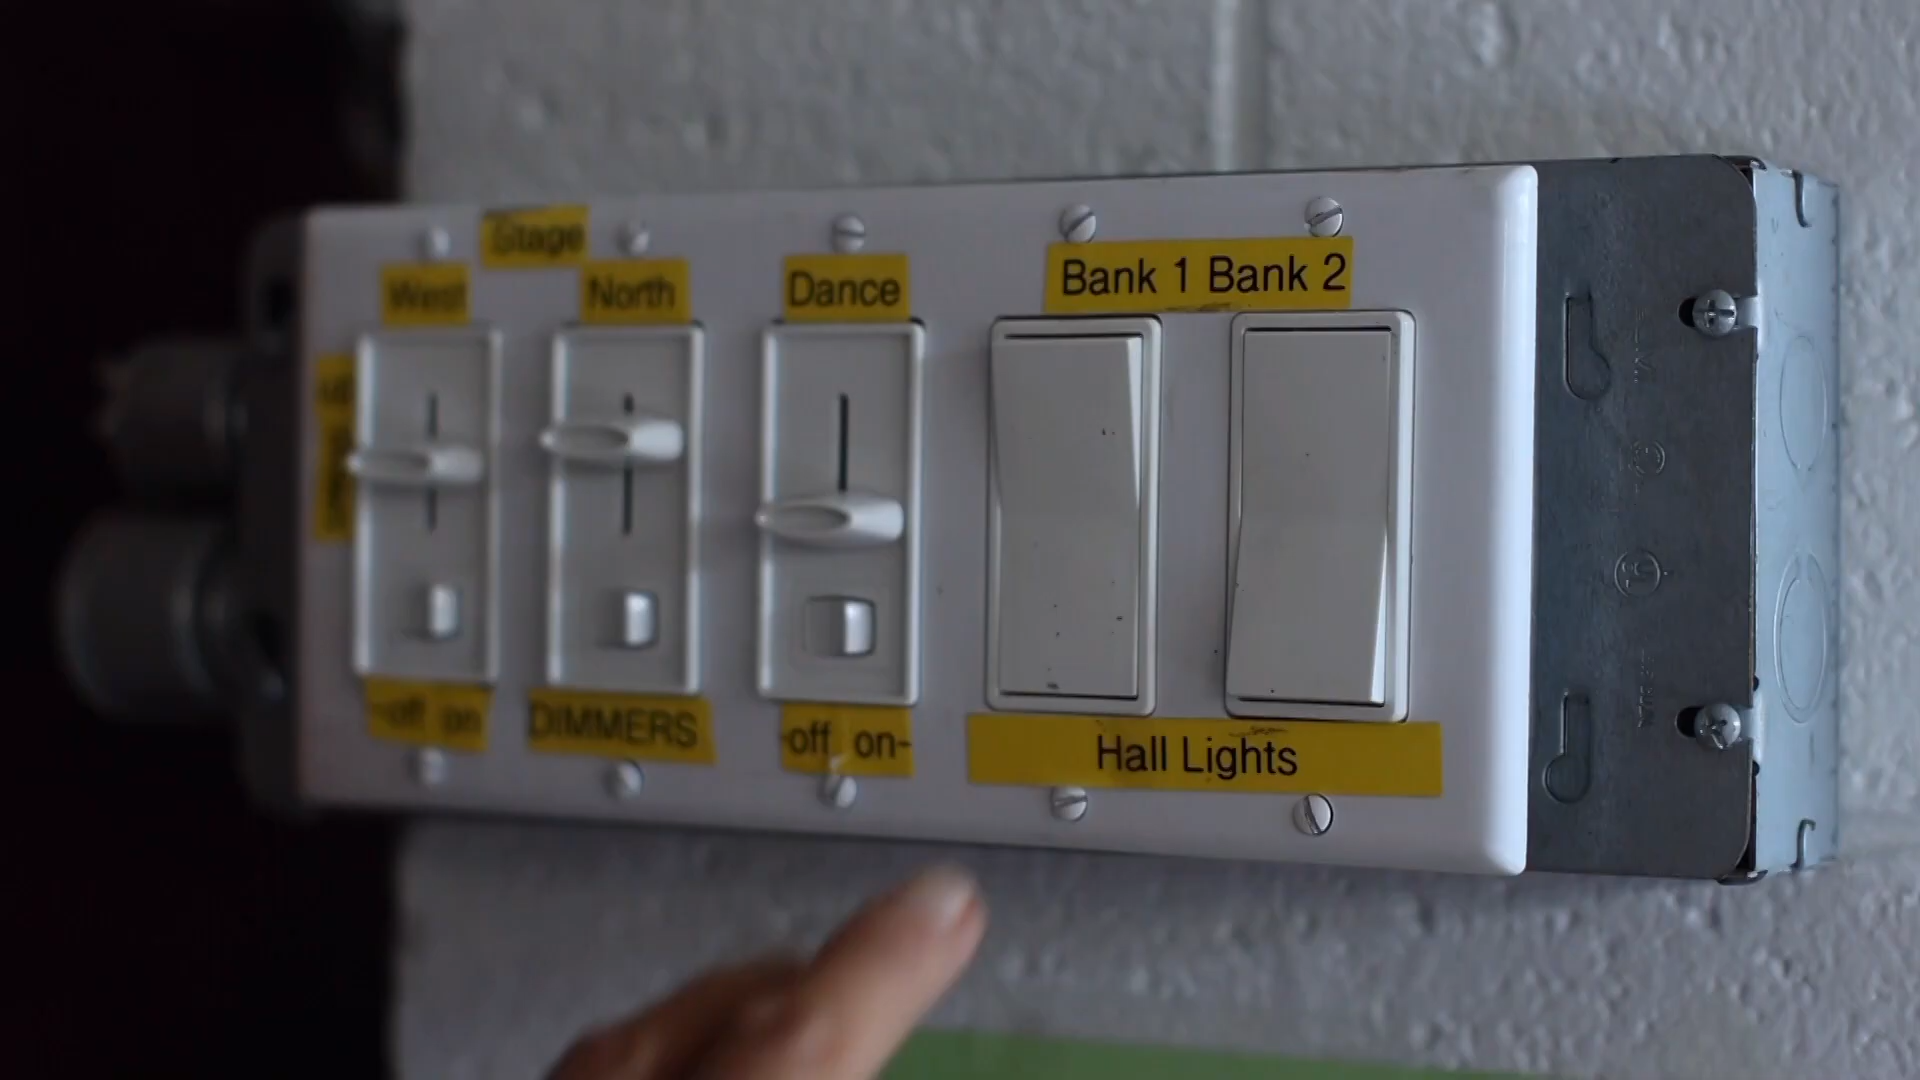 Stage
West
North
Dance
Bank 1 Bank 2
-off on
DIMMERS
-off on-
Hall Lights